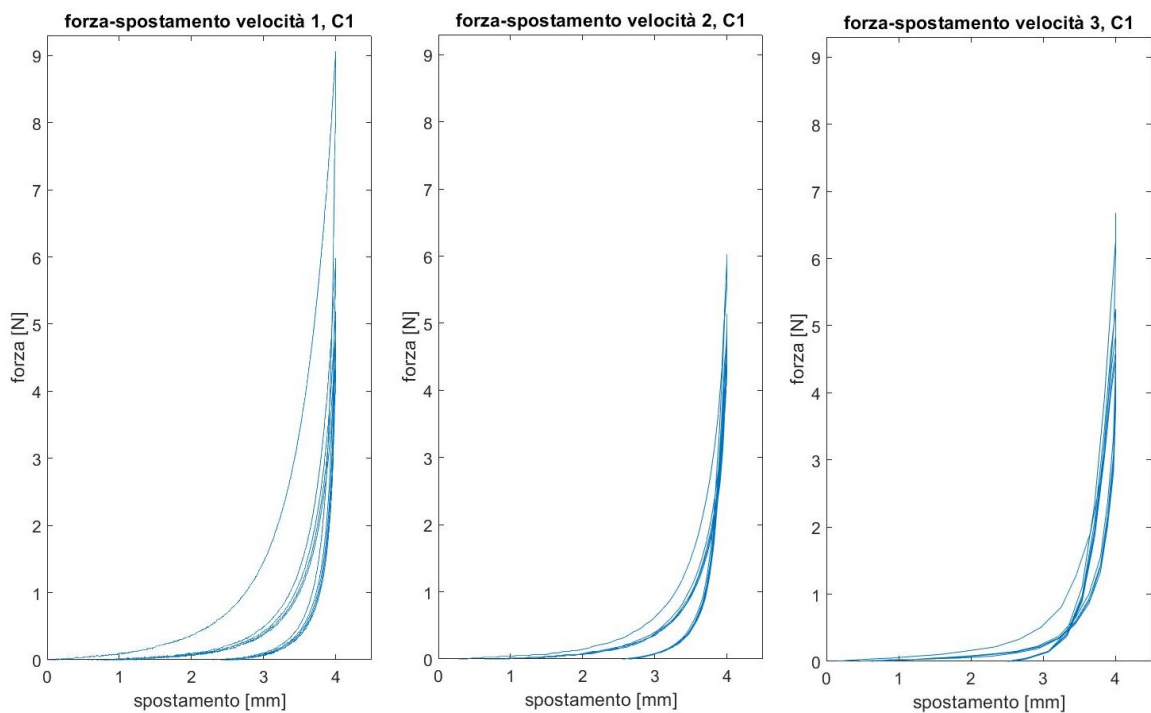 forza-spostamento velocità 1, C1
9
8
7
6
5
4
3
2
1
0
forza [N]
0 1 2 3 4
spostamento [mm]
forza-spostamento velocità 2, C1
9
8
7
6
5
4
3
2
1
0
forza [N]
0 1 2 3 4
spostamento [mm]
forza-spostamento velocità 3, C1
9
8
7
6
5
4
3
2
1
0
forza [N]
0 1 2 3 4
spostamento [mm]